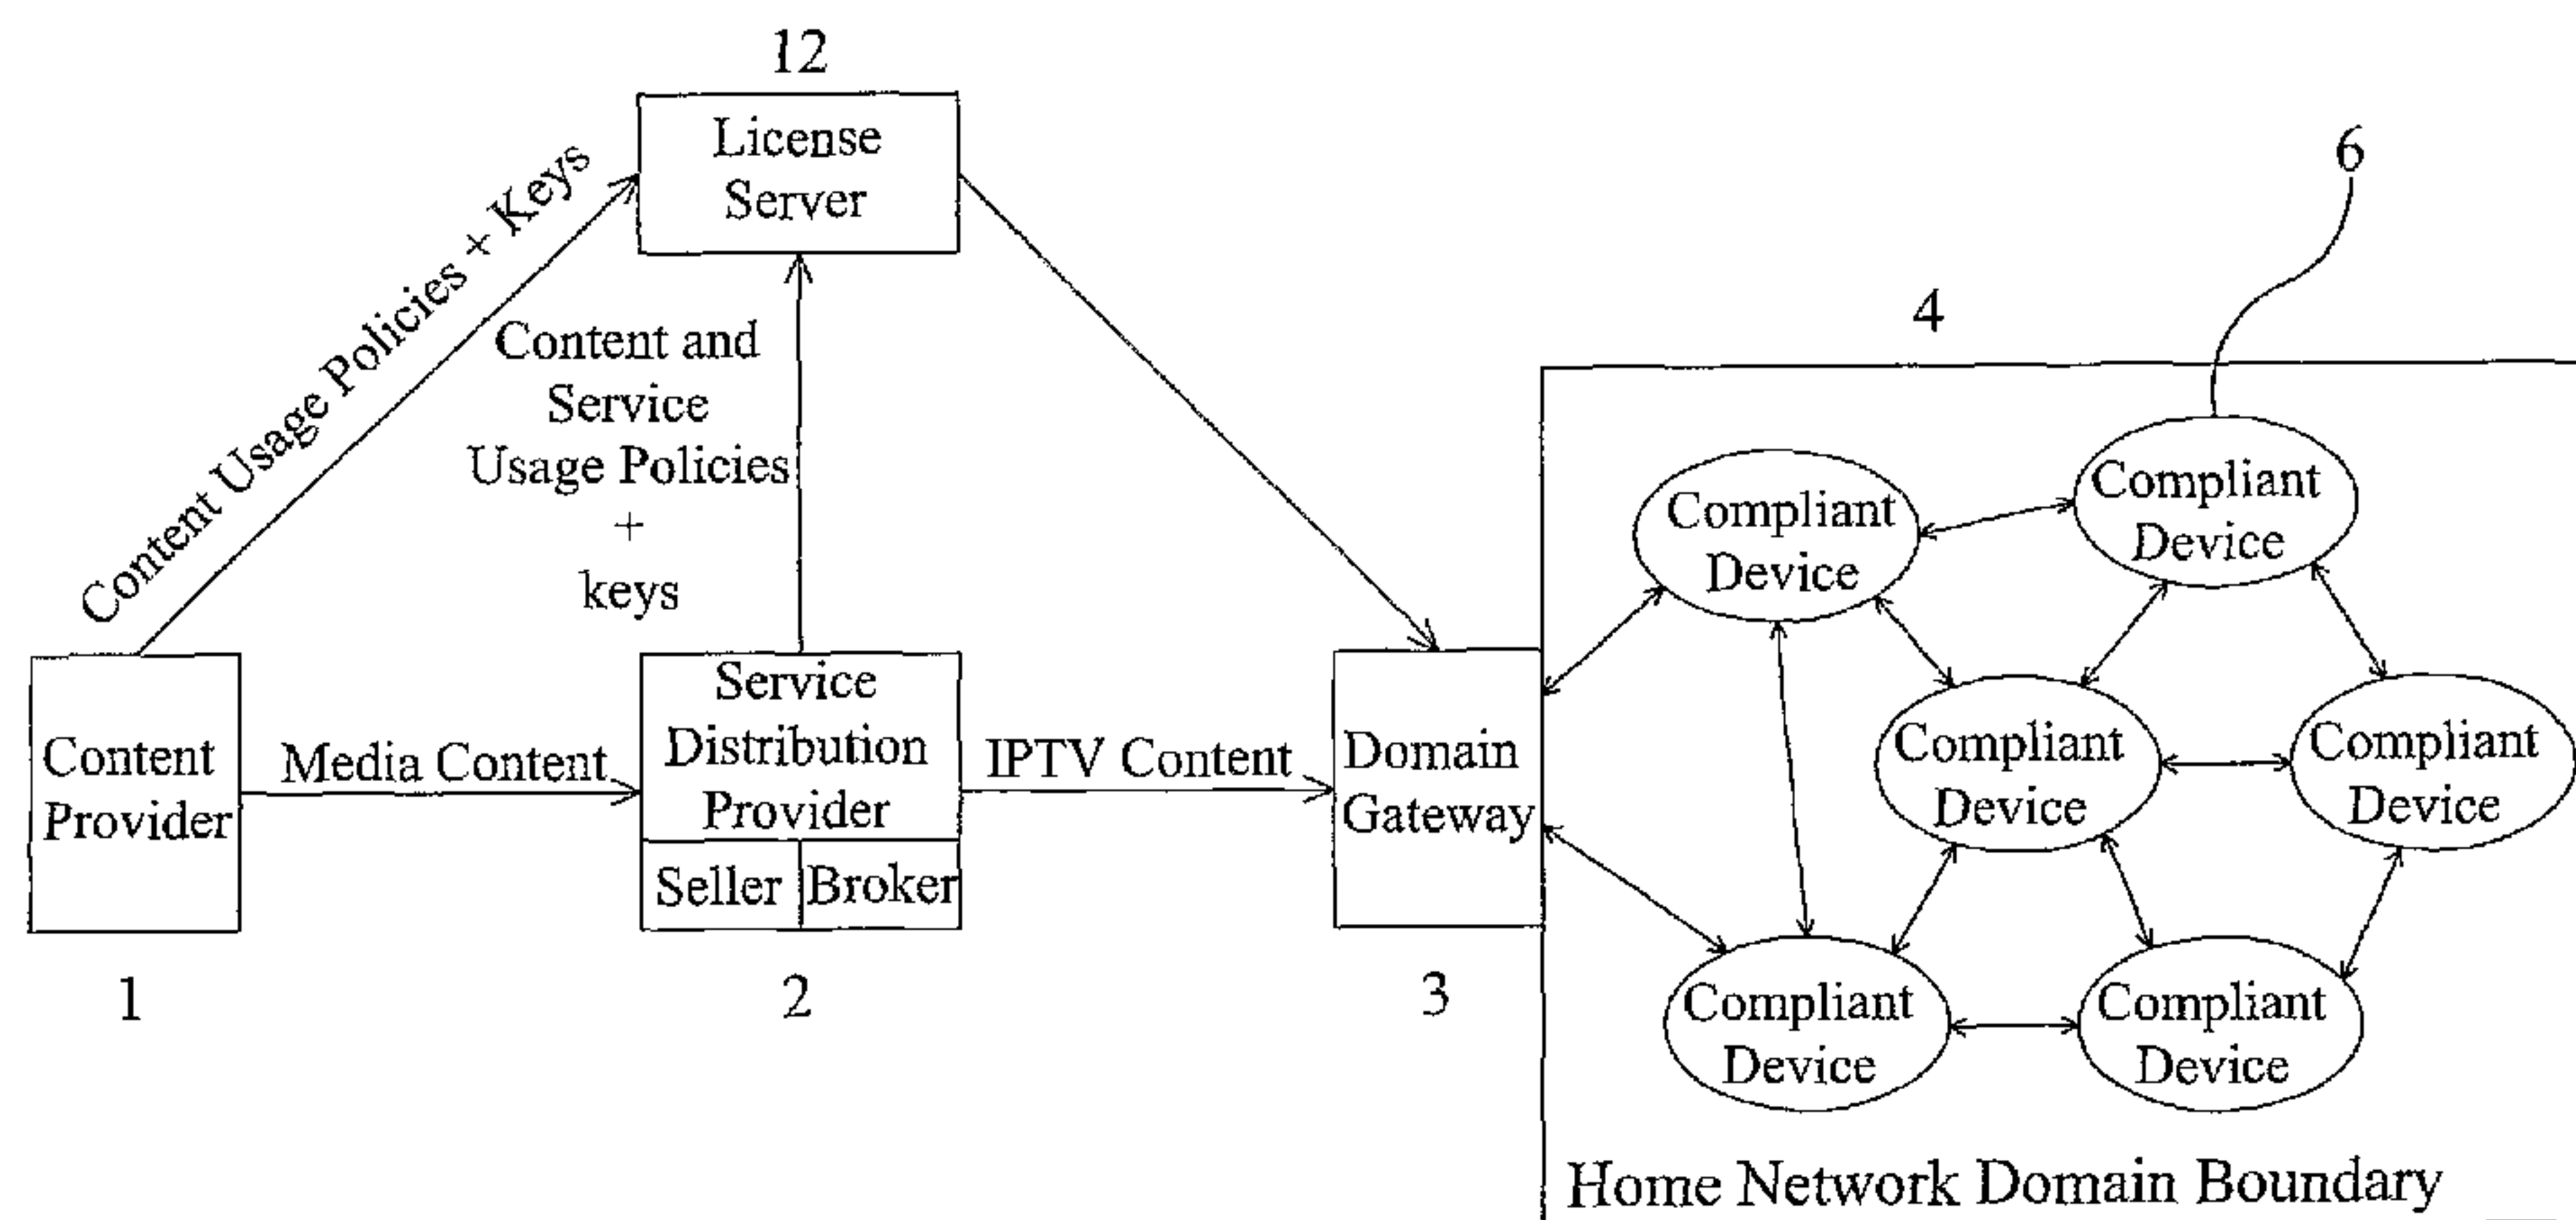 12
License
Server
Content Usage Policies + Keys
Content and
Service
Usage Policies
+
keys
6
4
Content
Provider
1
Media Content
Service
Distribution
Provider
Seller
Broker
2
IPTV Content
Domain
Gateway
3
Compliant
Device
Compliant
Device
Compliant
Device
Compliant
Device
Compliant
Device
Compliant
Device
Home Network Domain Boundary